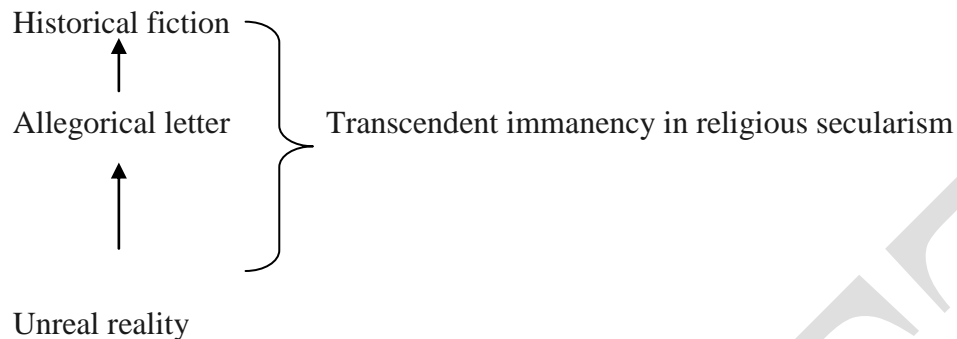 Historical fiction
Allegorical letter
Transcendent immanency in religious secularism
Unreal reality